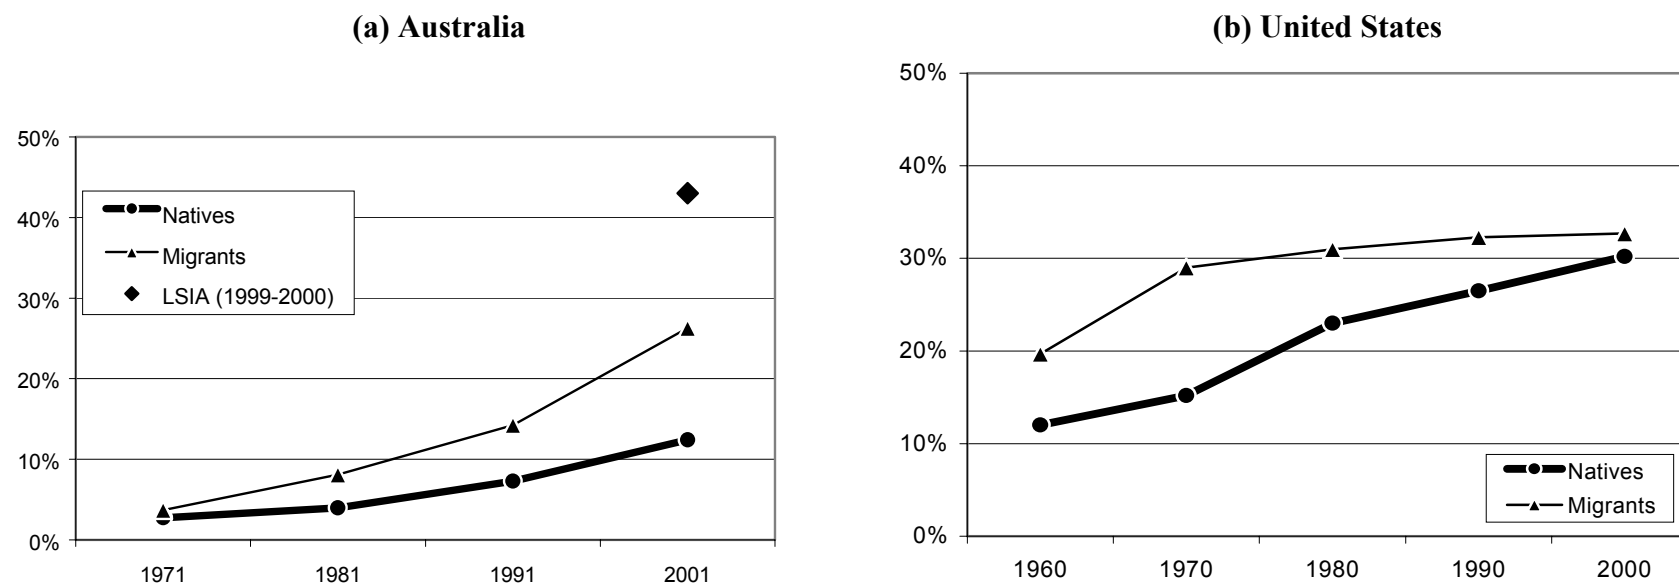 (a) Australia
50%
40%
30%
20%
10%
0%
Natives
Migrants
LSIA (1999-2000)
1971 1981 1991 2001
(b) United States
50%
40%
30%
20%
10%
0%
Natives
Migrants
1960 1970 1980 1990 2000